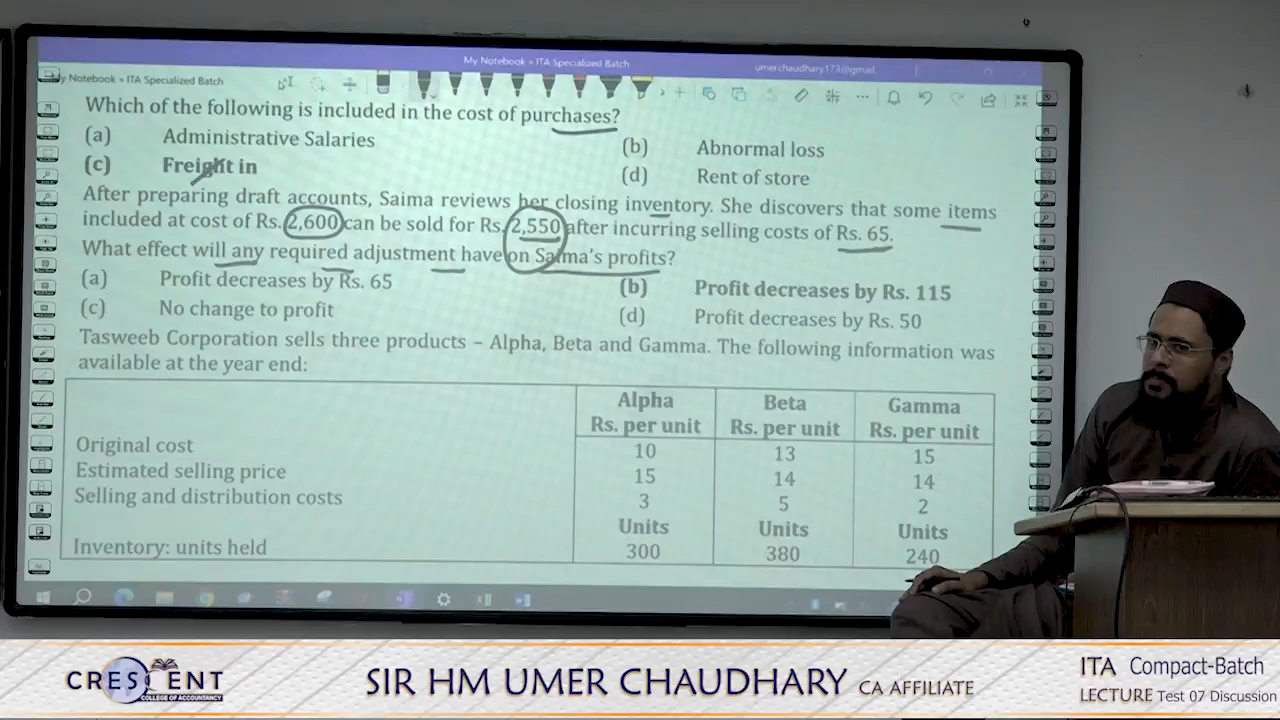 My Notebook » ITA Specialized Batch
umerchaudhary173@gmail.
y Notebook » ITA Specialized Batch
Which of the following is included in the cost of purchases?
(a) Administrative Salaries (b) Abnormal loss
(c) Freight in (d) Rent of store
After preparing draft accounts, Saima reviews her closing inventory. She discovers that some items
included at cost of Rs. 2,600 can be sold for Rs. 2,550 after incurring selling costs of Rs. 65.
What effect will any required adjustment have on Saima's profits?
(a) Profit decreases by Rs. 65 (b) Profit decreases by Rs. 115
(c) No change to profit (d) Profit decreases by Rs. 50
Tasweeb Corporation sells three products – Alpha, Beta and Gamma. The following information was
available at the year end:
Alpha Beta Gamma
Rs. per unit Rs. per unit Rs. per unit
Original cost 10 13 15
Estimated selling price 15 14 14
Selling and distribution costs 3 5 2
Units Units Units
Inventory: units held 300 380 240
CRESCENT
COLLEGE OF ACCOUNTANCY
SIR HM UMER CHAUDHARY CA AFFILIATE
ITA Compact-Batch
LECTURE Test 07 Discussion